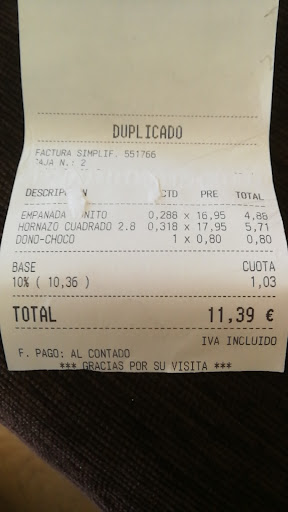 DUPLICADO
FACTURA SIMPLIF. 551766
CAJA N.: 2
CTD PRE TOTAL
EMPANADA 0,288 x 16,95 4,86
HORNAZO CUADRADO 2.8 0,318 x 17,95 5,71
DONO-CHOCO 1 x 0,80 0,80
BASE CUOTA
10% ( 10,36 ) 1,03
TOTAL 11,39 €
IVA INCLUIDO
F. PAGO: AL CONTADO
*** GRACIAS POR SU VISITA ***